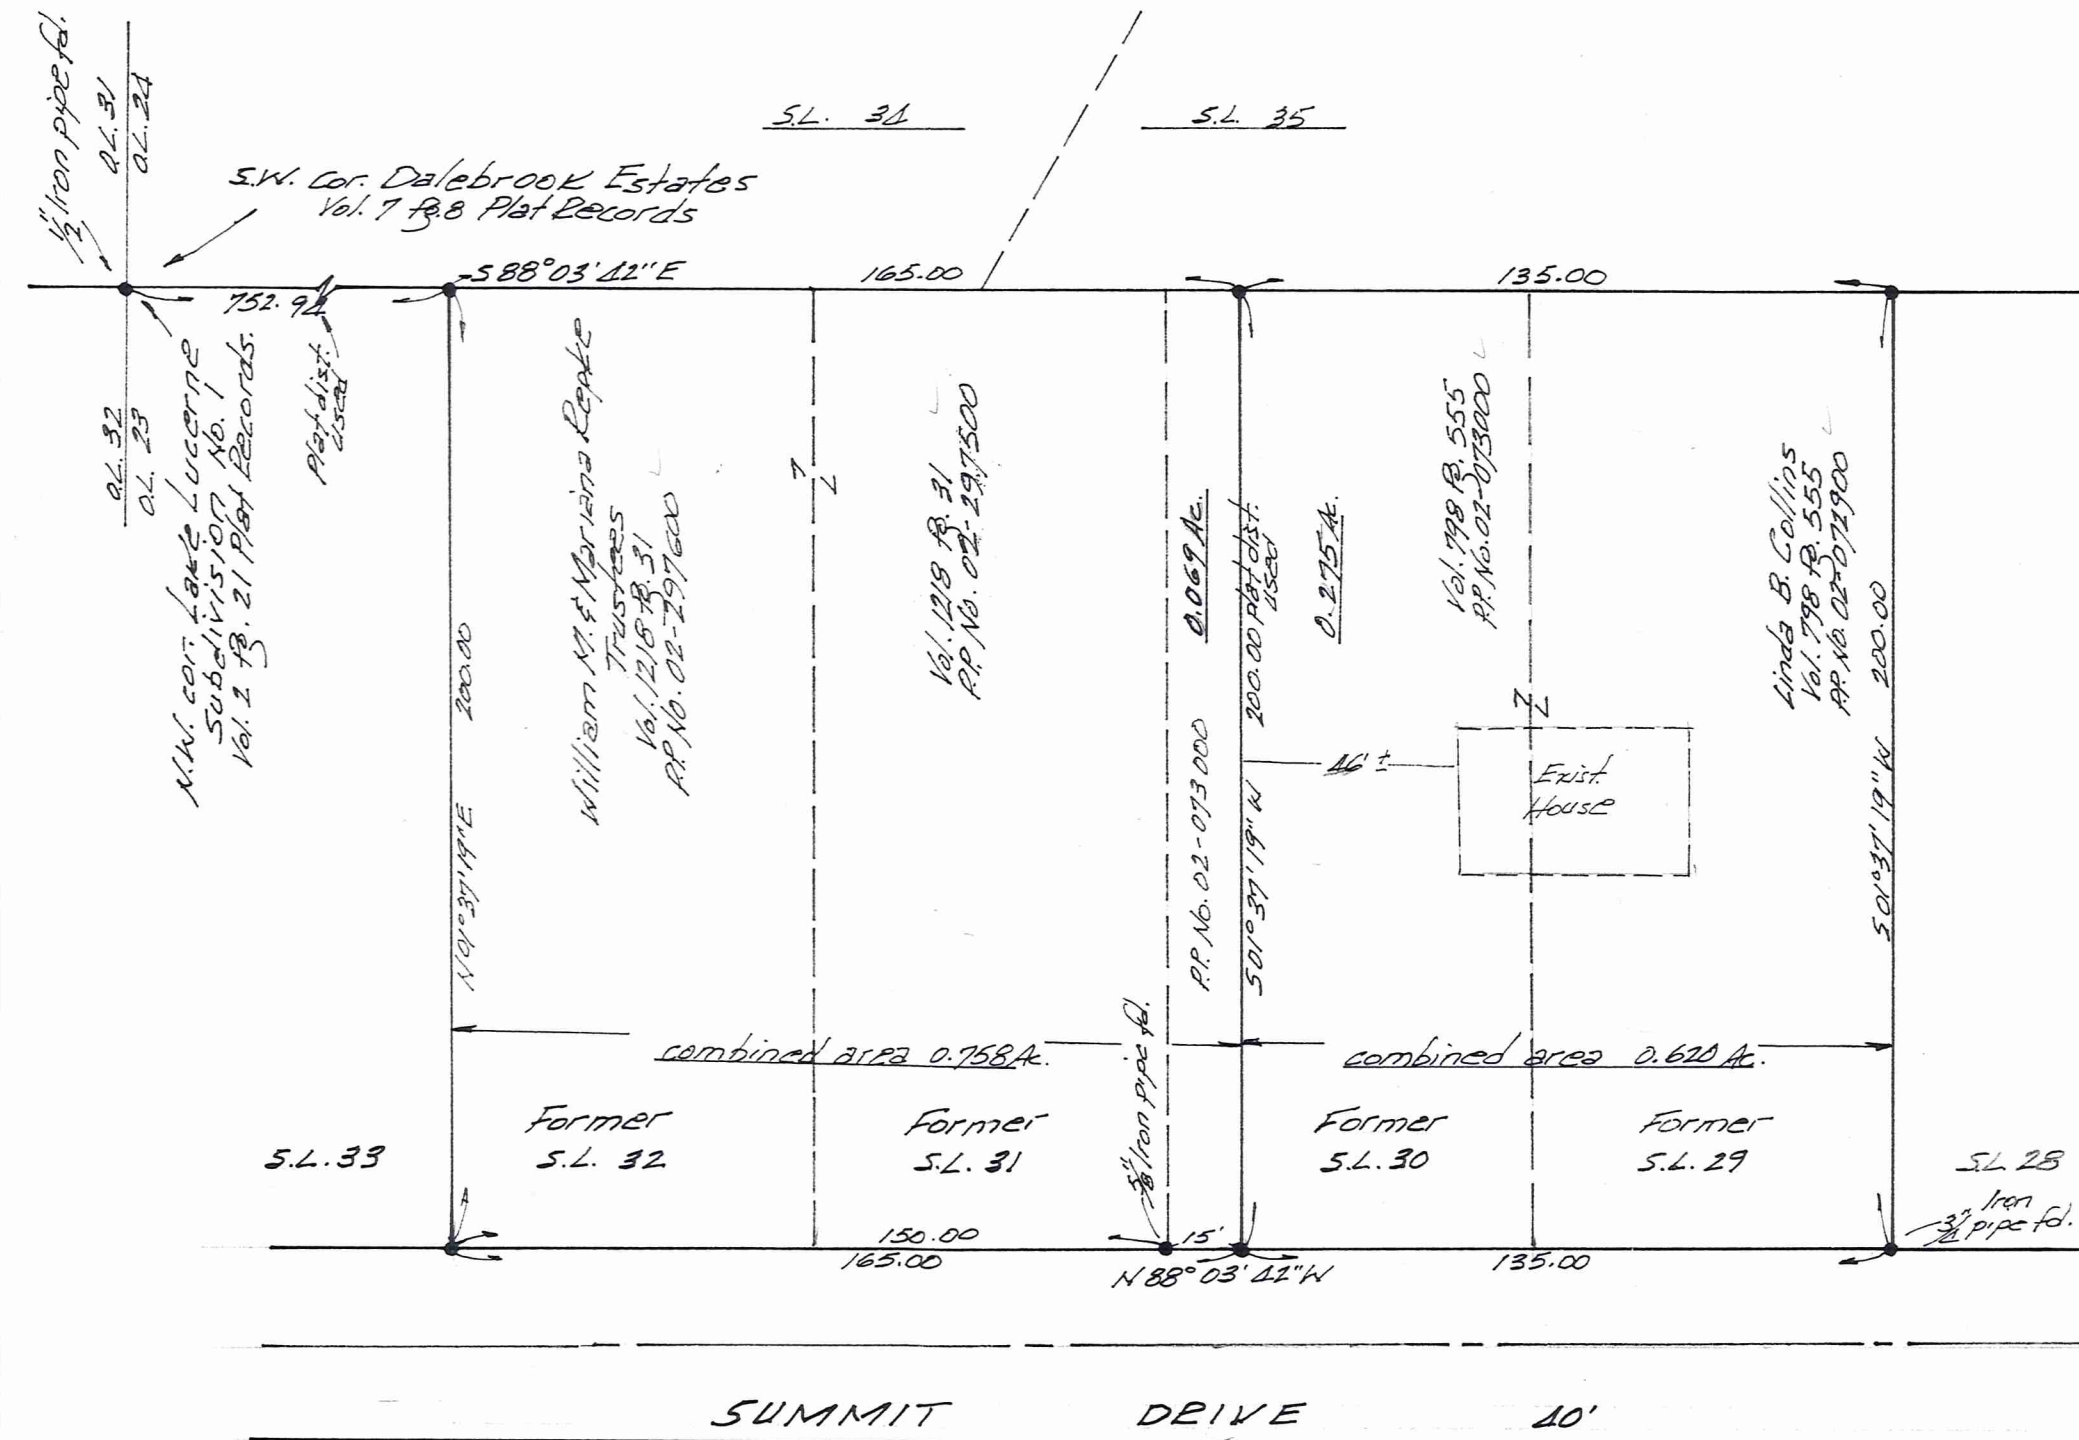 1/2" Iron pipe fd.
O.L. 31
O.L. 24
S.L. 34
S.L. 35
S.W. cor. Dalebrook Estates
Vol. 7 Pg. 8 Plat Records
S 88° 03' 42" E
165.00
135.00
752.94
Plat dist.
used
O.L. 32
O.L. 23
N.W. cor. Lake Lucerne
Subdivision No. 1
Vol. 2 Pg. 21 Plat Records.
N 01° 37' 19" E 200.00
William M. & Mariana Repke
Trustees
Vol. 1218 Pg. 31
P.P. No. 02-297600
Vol. 1218 Pg. 31
P.P. No. 02-297500
0.069 Ac.
P.P. No. 02-073000
S 01° 37' 19" W 200.00 plat dist.
used
0.275 Ac.
Vol. 798 Pg. 555
P.P. No. 02-073000
Linda B. Collins
Vol. 798 Pg. 555
P.P. No. 02-072900
S 01° 37' 19" W 200.00
46' ±
Exist.
House
combined area 0.758 Ac.
combined area 0.620 Ac.
5/8" Iron pipe fd.
S.L. 33
Former
S.L. 32
Former
S.L. 31
Former
S.L. 30
Former
S.L. 29
S.L. 28
3/4" Iron
pipe fd.
150.00
15'
165.00
N 88° 03' 42" W
135.00
SUMMIT DRIVE 40'